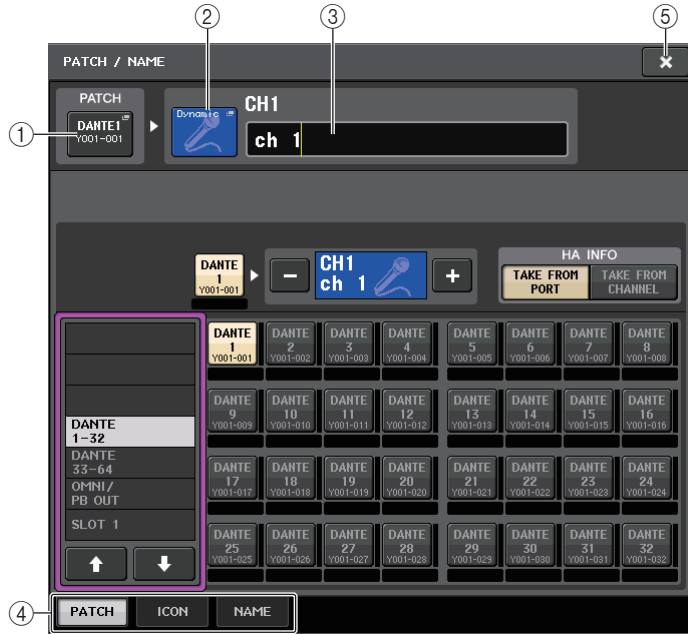 ② ③ ⑤
PATCH / NAME ×
PATCH
①
DANTE1
Y001-001
Dynamic
CH1
ch 1
DANTE
1
Y001-001
−
CH1
ch 1
+
HA INFO
TAKE FROM
PORT
TAKE FROM
CHANNEL
DANTE
1-32
DANTE
33-64
OMNI/
PB OUT
SLOT 1
DANTE DANTE DANTE DANTE DANTE DANTE DANTE DANTE
1 2 3 4 5 6 7 8
Y001-001 Y001-002 Y001-003 Y001-004 Y001-005 Y001-006 Y001-007 Y001-008
DANTE DANTE DANTE DANTE DANTE DANTE DANTE DANTE
9 10 11 12 13 14 15 16
Y001-009 Y001-010 Y001-011 Y001-012 Y001-013 Y001-014 Y001-015 Y001-016
DANTE DANTE DANTE DANTE DANTE DANTE DANTE DANTE
17 18 19 20 21 22 23 24
Y001-017 Y001-018 Y001-019 Y001-020 Y001-021 Y001-022 Y001-023 Y001-024
DANTE DANTE DANTE DANTE DANTE DANTE DANTE DANTE
25 26 27 28 29 30 31 32
Y001-025 Y001-026 Y001-027 Y001-028 Y001-029 Y001-030 Y001-031 Y001-032
④
PATCH ICON NAME